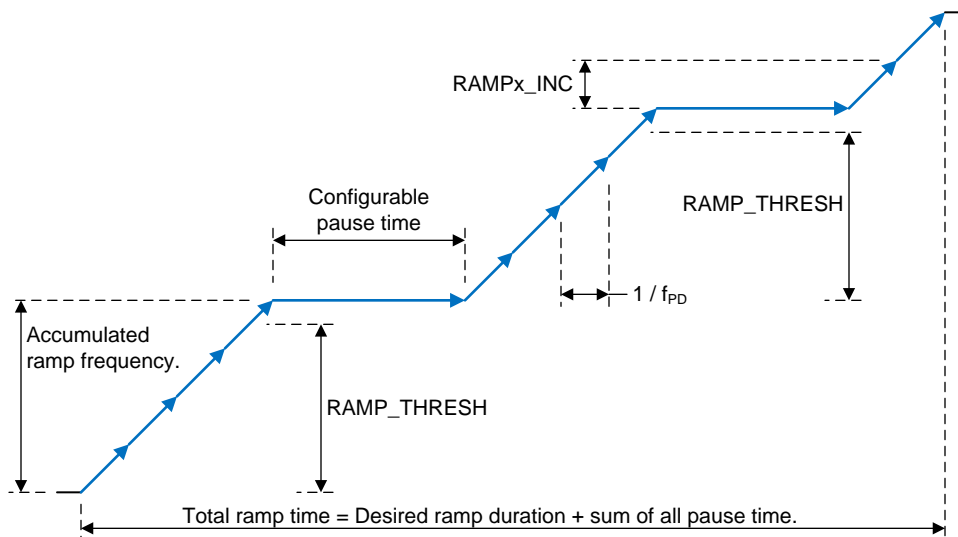 RAMPx_INC
Configurable
pause time
RAMP_THRESH
1 / fPD
Accumulated
ramp frequency.
RAMP_THRESH
Total ramp time = Desired ramp duration + sum of all pause time.